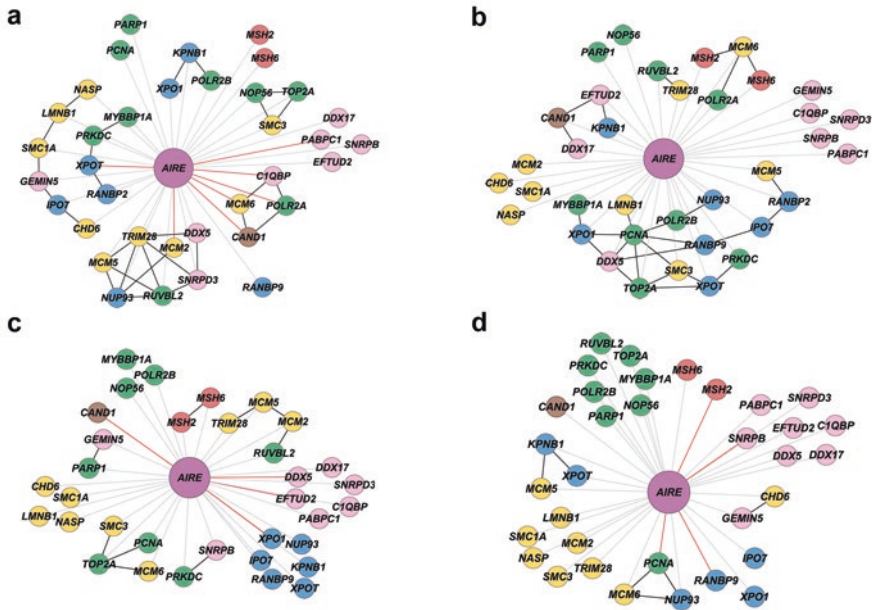 a
PARP1
PCNA
KPNB1
MSH2
MSH6
XPO1
POLR2B
NASP
NOP56
TOP2A
LMNB1
MYBBP1A
SMC3
DDX17
PRKDC
PABPC1
SNRPB
SMC1A
XPOT
AIRE
EFTUD2
GEMIN5
RANBP2
C1QBP
IPO7
MCM6
POLR2A
CHD6
TRIM28
DDX5
CAND1
MCM2
MCM5
SNRPD3
NUP93
RUVBL2
RANBP9
b
NOP56
PARP1
MSH2
MCM6
RUVBL2
MSH6
TRIM28
POLR2A
EFTUD2
GEMIN5
CAND1
C1QBP
SNRPD3
KPNB1
SNRPB
DDX17
AIRE
PABPC1
MCM2
MCM5
CHD6
SMC1A
NASP
MYBBP1A
LMNB1
NUP93
RANBP2
POLR2B
XPO1
PCNA
IPO7
RANBP9
DDX5
PRKDC
SMC3
TOP2A
XPOT
c
MYBBP1A
POLR2B
NOP56
CAND1
MSH6
MCM5
MSH2
TRIM28
MCM2
GEMIN5
PARP1
RUVBL2
AIRE
DDX17
DDX5
SNRPD3
CHD6
SMC1A
EFTUD2
C1QBP
LMNB1
NASP
PABPC1
SMC3
XPO1
NUP93
PCNA
SNRPB
IPO7
KPNB1
TOP2A
MCM6
PRKDC
RANBP9
XPOT
d
RUVBL2
TOP2A
PRKDC
MSH6
MYBBP1A
MSH2
POLR2B
CAND1
NOP56
PABPC1
SNRPD3
PARP1
KPNB1
SNRPB
EFTUD2
C1QBP
XPOT
DDX5
DDX17
MCM5
AIRE
CHD6
GEMIN5
LMNB1
SMC1A
MCM2
NASP
TRIM28
PCNA
IPO7
SMC3
RANBP9
MCM6
NUP93
XPO1